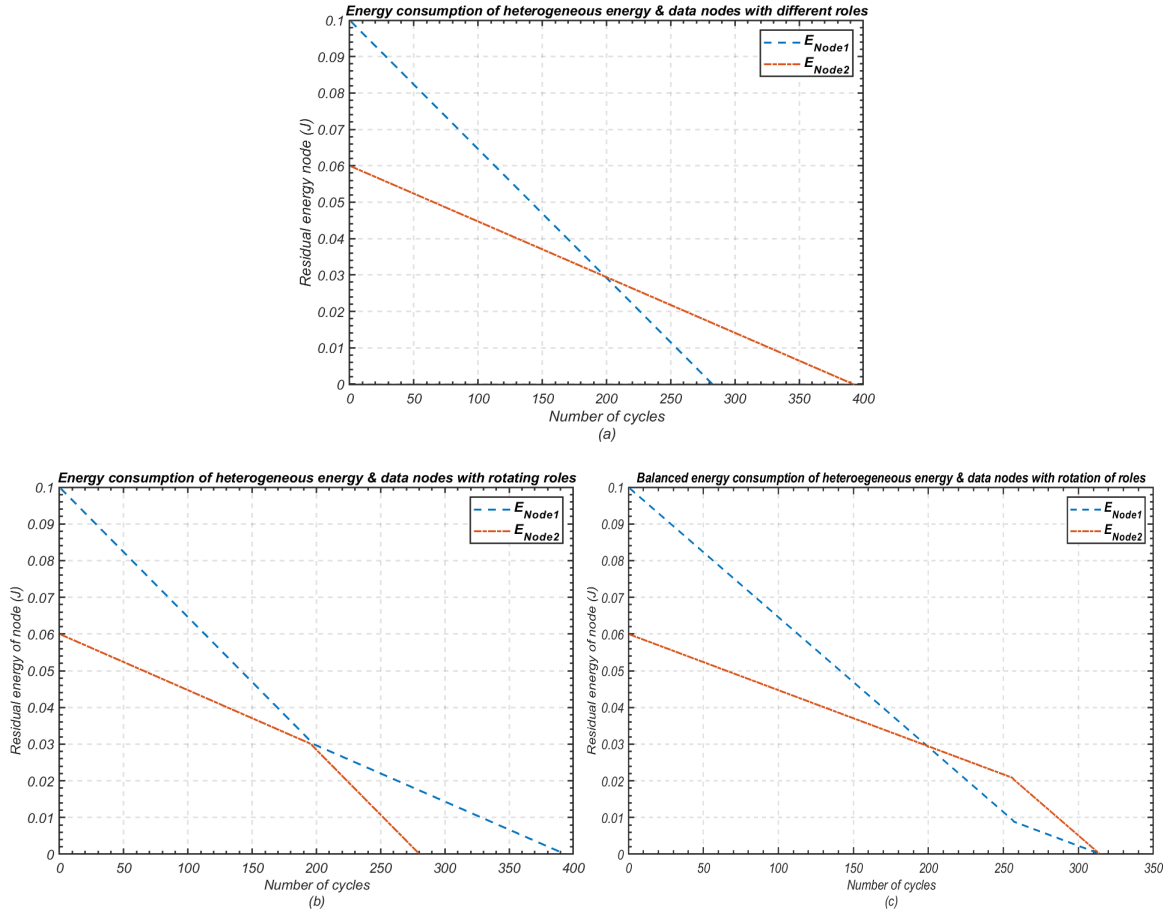 Energy consumption of heterogeneous energy & data nodes with different roles
0.1
0.09
0.08
0.07
0.06
0.05
0.04
0.03
0.02
0.01
0
Residual energy node (J)
E Node1
E Node2
0 50 100 150 200 250 300 350 400
Number of cycles
(a)
Energy consumption of heterogeneous energy & data nodes with rotating roles
0.1
0.09
0.08
0.07
0.06
0.05
0.04
0.03
0.02
0.01
0
Residual energy of node (J)
E Node1
E Node2
0 50 100 150 200 250 300 350 400
Number of cycles
(b)
Balanced energy consumption of heteroegeneous energy & data nodes with rotation of roles
0.1
0.09
0.08
0.07
0.06
0.05
0.04
0.03
0.02
0.01
0
Residual energy of node (J)
E Node1
E Node2
0 50 100 150 200 250 300 350
Number of cycles
(c)